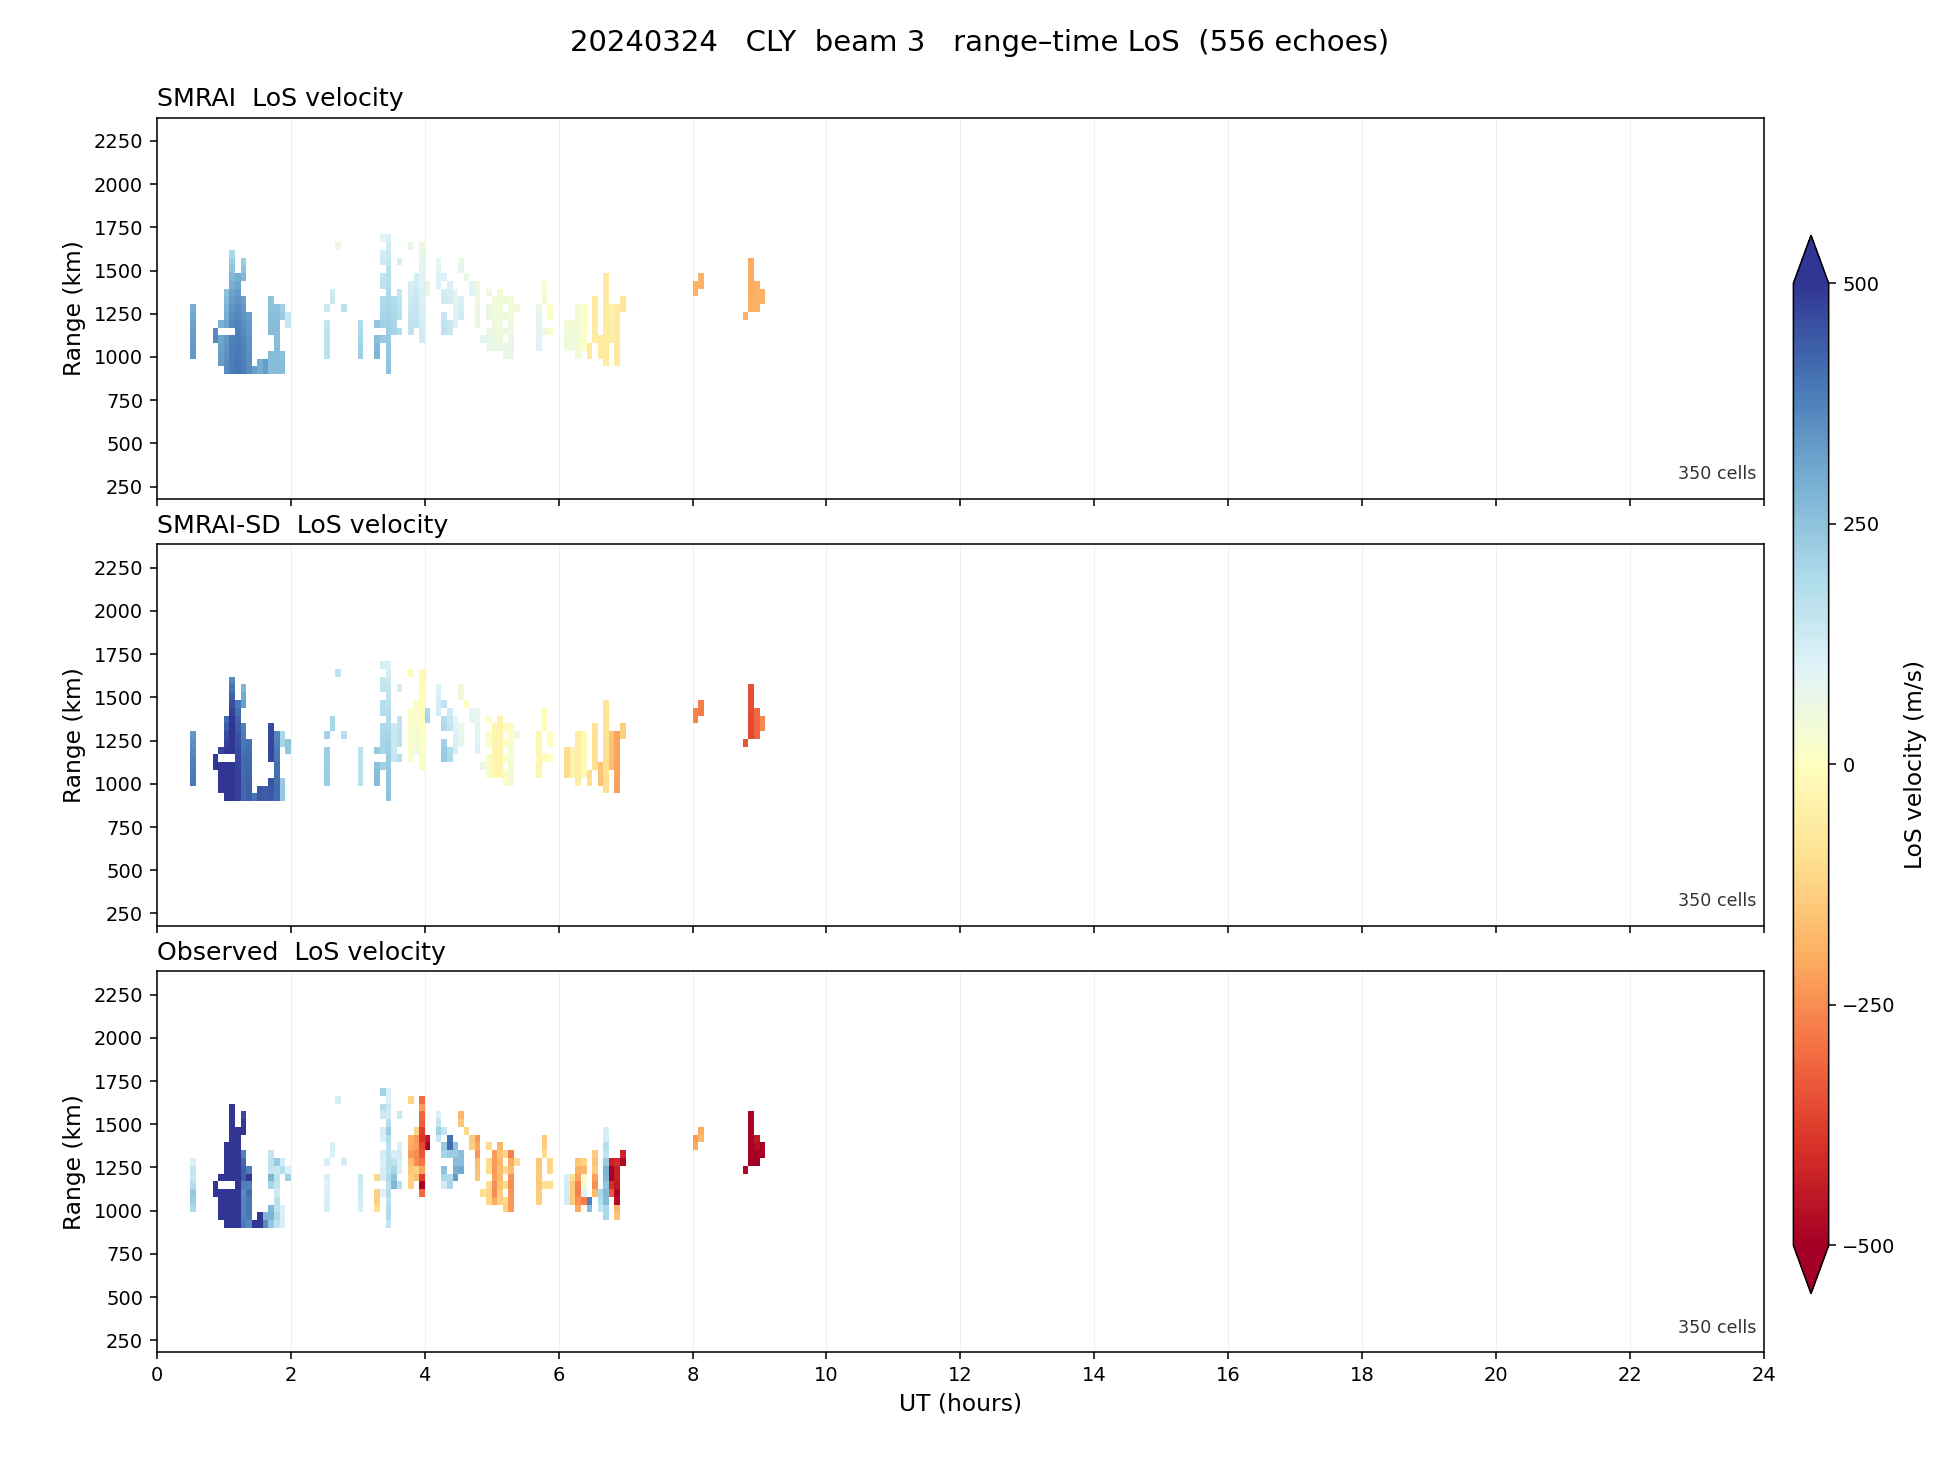 20240324   CLY  beam 3   range–time LoS  (556 echoes)
SMRAI  LoS velocity
2250
2000
1750
1500
1250
1000
750
500
250
Range (km)
350 cells
SMRAI-SD  LoS velocity
2250
2000
1750
1500
1250
1000
750
500
250
Range (km)
350 cells
Observed  LoS velocity
2250
2000
1750
1500
1250
1000
750
500
250
Range (km)
350 cells
0 2 4 6 8 10 12 14 16 18 20 22 24
UT (hours)
500
250
0
−250
−500
LoS velocity (m/s)